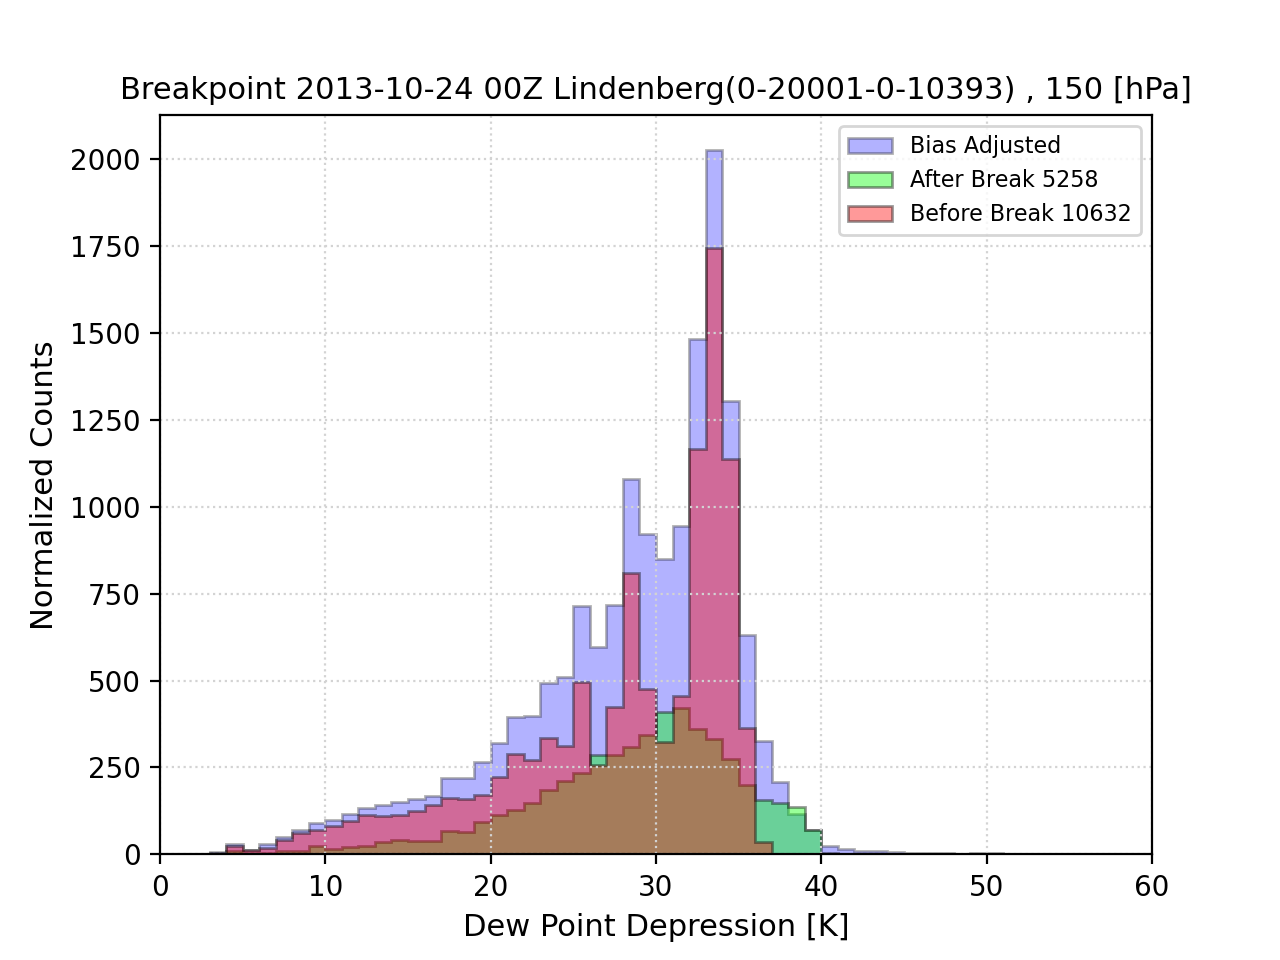 Breakpoint 2013-10-24 00Z Lindenberg(0-20001-0-10393) , 150 [hPa]
Bias Adjusted
After Break 5258
Before Break 10632
Normalized Counts
2000
1750
1500
1250
1000
750
500
250
0
0 10 20 30 40 50 60
Dew Point Depression [K]